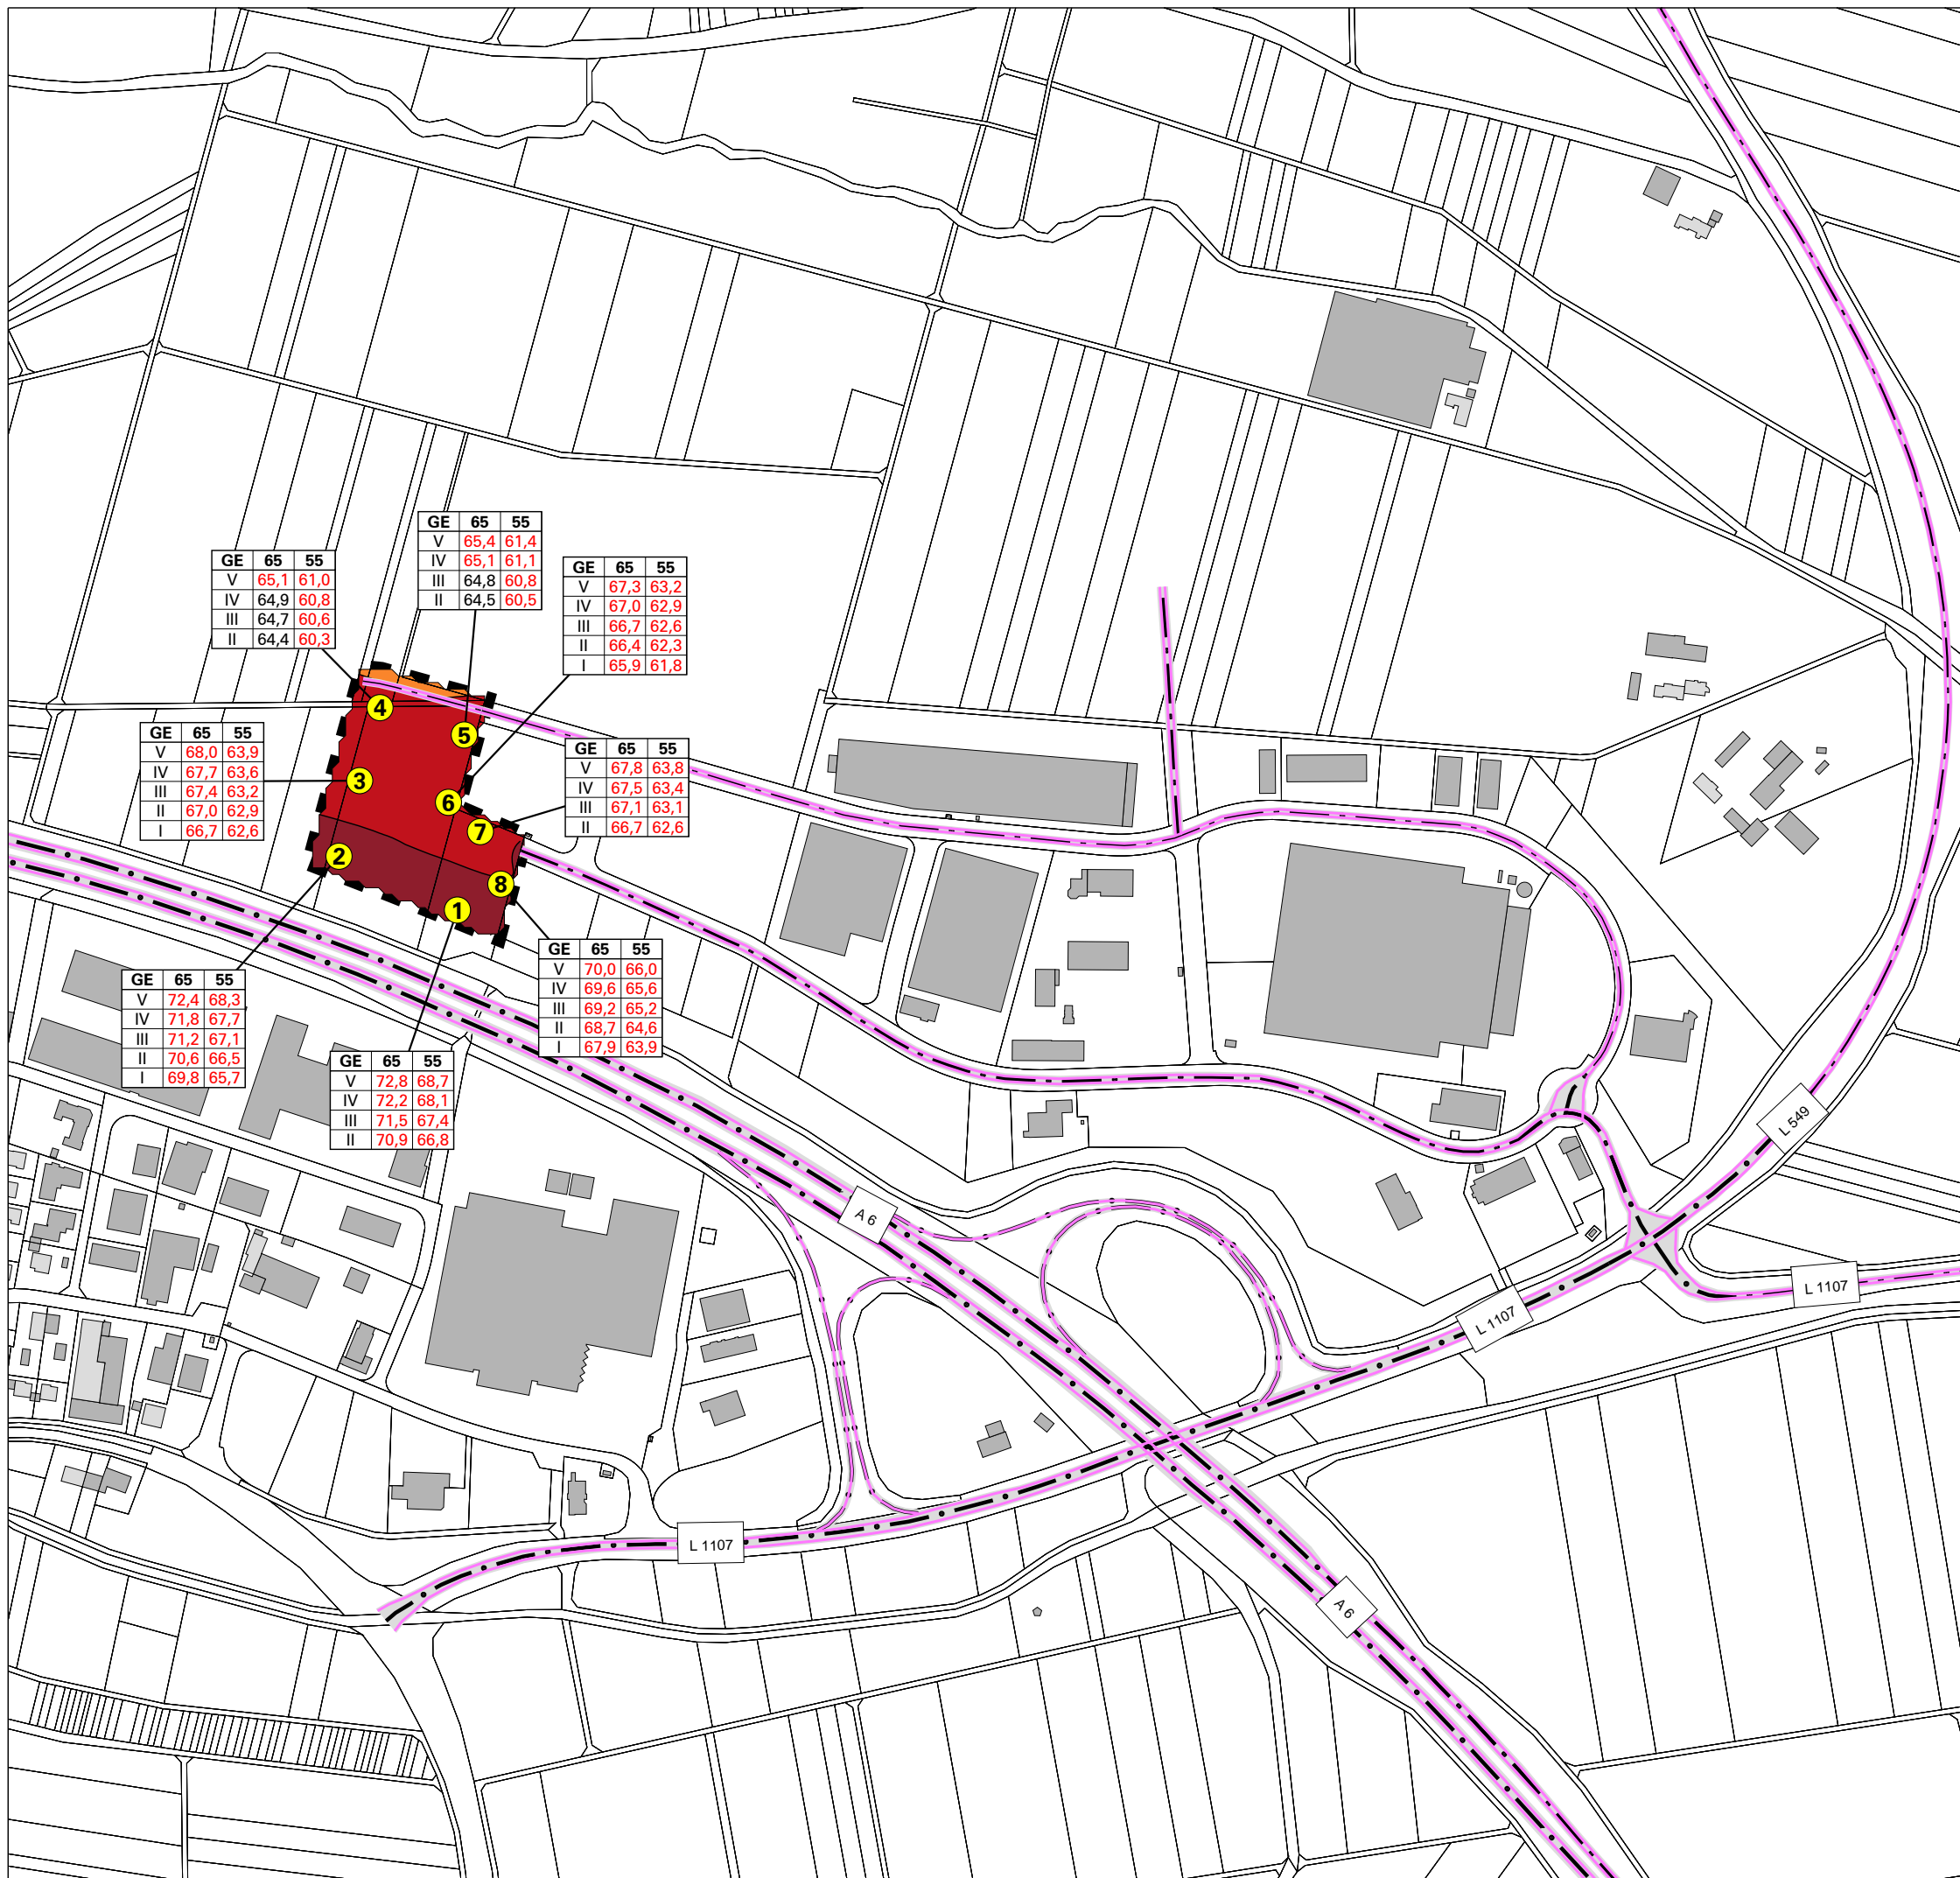 GE 65 55
V 65,4 61,4
IV 65,1 61,1
III 64,8 60,8
II 64,5 60,5
GE 65 55
V 65,1 61,0
IV 64,9 60,8
III 64,7 60,6
II 64,4 60,3
GE 65 55
V 67,3 63,2
IV 67,0 62,9
III 66,7 62,6
II 66,4 62,3
I 65,9 61,8
4
5
GE 65 55
V 68,0 63,9
IV 67,7 63,6
III 67,4 63,2
II 67,0 62,9
I 66,7 62,6
3
6
7
GE 65 55
V 67,8 63,8
IV 67,5 63,4
III 67,1 63,1
II 66,7 62,6
2
8
1
GE 65 55
V 70,0 66,0
IV 69,6 65,6
III 69,2 65,2
II 68,7 64,6
I 67,9 63,9
GE 65 55
V 72,4 68,3
IV 71,8 67,7
III 71,2 67,1
II 70,6 66,5
I 69,8 65,7
GE 65 55
V 72,8 68,7
IV 72,2 68,1
III 71,5 67,4
II 70,9 66,8
L 549
A 6
L 1107
L 1107
L 1107
A 6